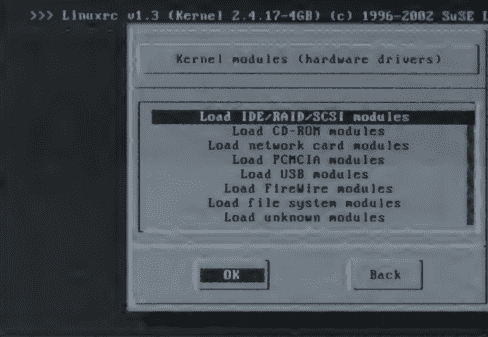 >>> Linuxrc v1.3 (Kernel 2.4.17-4GB) (c) 1996-2002 SuSE
Kernel modules (hardware drivers)
Load IDE/RAID/SCSI modules
Load CD-ROM modules
Load network card modules
Load PCMCIA modules
Load USB modules
Load FireWire modules
Load file system modules
Load unknown modules
OK Back